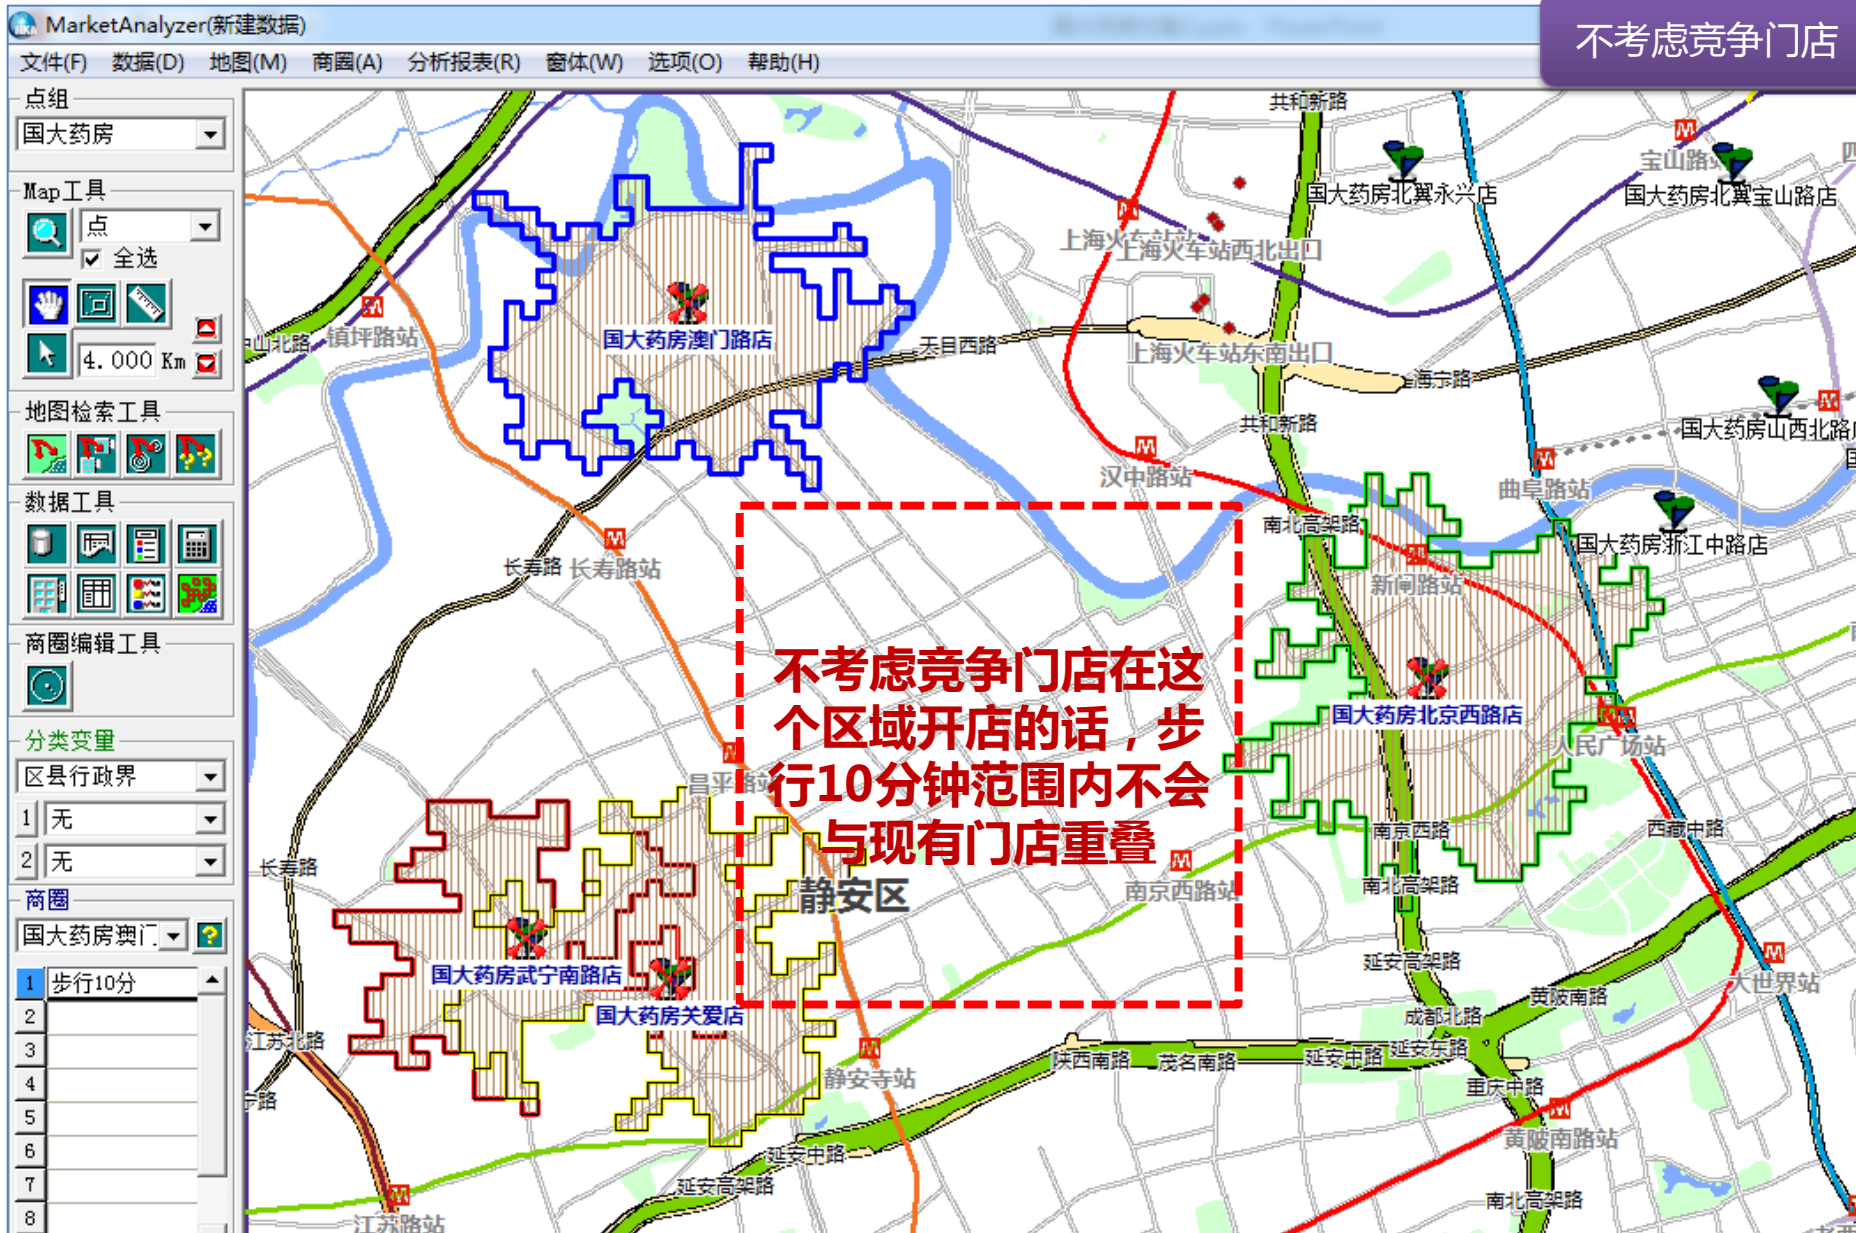 MarketAnalyzer(新建数据)
不考虑竞争门店
文件(F) 数据(D) 地图(M) 商圈(A) 分析报表(R) 窗体(W) 选项(O) 帮助(H)
点组
国大药房
Map工具
点
全选
4.000 Km
地图检索工具
数据工具
商圈编辑工具
分类变量
区县行政界
1 无
2 无
商圈
国大药房澳门
1 步行10分
2
3
4
5
6
7
8
共和新路
宝山路
国大药房北翼永兴店
国大药房北翼宝山路店
上海火车站
上海火车站西北出口
镇坪路站
国大药房澳门路店
天目西路
上海火车站东南出口
海宁路
共和新路
国大药房山西北路
汉中路站
曲阜路站
南北高架路
国大药房浙江中路店
长寿路 长寿路站
新闸路站
不考虑竞争门店在这
个区域开店的话，步
行10分钟范围内不会
与现有门店重叠
国大药房北京西路店
人民广场站
昌平路站
南京西路
西藏中路
长寿路
静安区
南京西路站
南北高架路
国大药房武宁南路店
延安高架路
大世界站
黄陂南路
国大药房关爱店
成都北路
江苏北路
陕西南路 茂名南路 延安中路 延安东路
静安寺站
重庆中路
黄陂南路站
延安中路
延安高架路
南北高架路
江苏路站